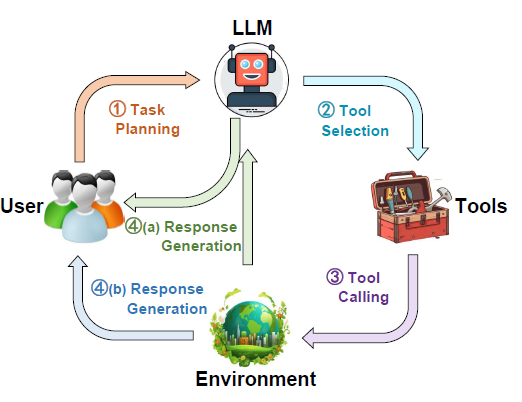 LLM
① Task
Planning
② Tool
Selection
User
Tools
④(a) Response
Generation
③ Tool
Calling
④(b) Response
Generation
Environment